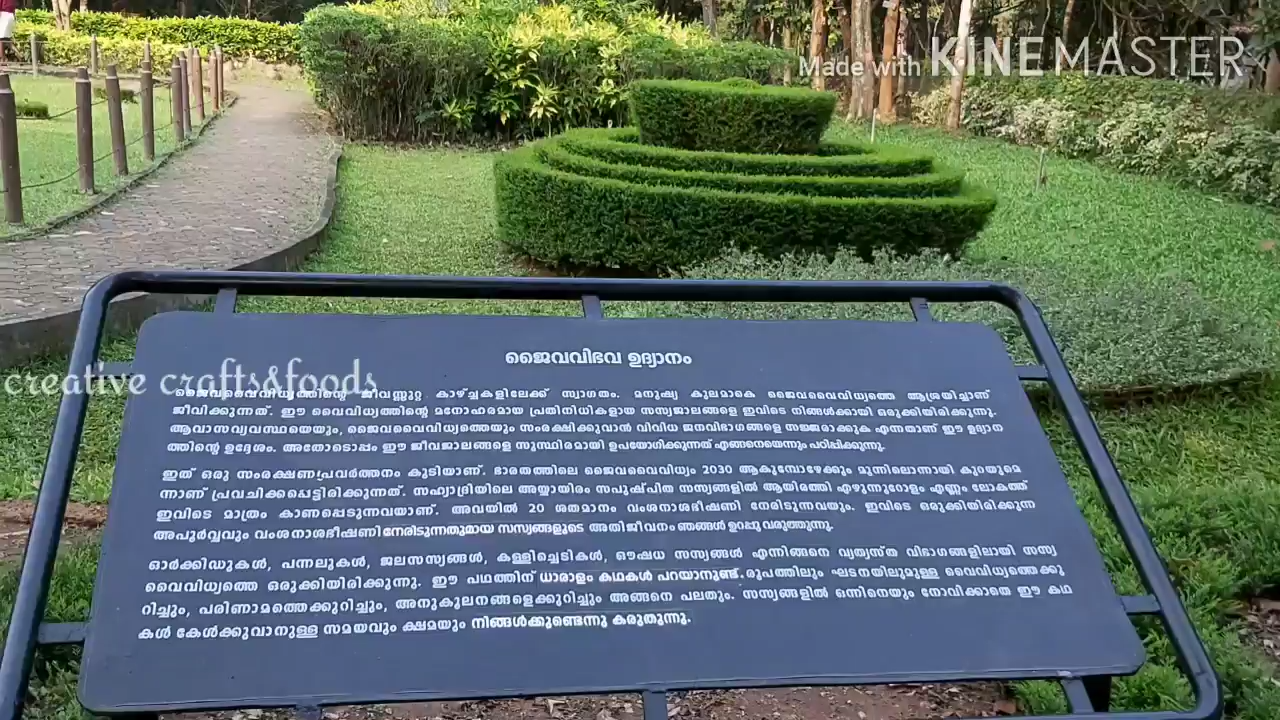 Made with KINEMASTER
ജൈവവിഭവ ഉദ്യാനം
creative crafts&foods
ജൈവവൈവിധ്യത്തിന്റെ ജീവസ്സുറ്റ കാഴ്ച്ചകളിലേക്ക് സ്വാഗതം. മനുഷ്യ കുലമാകെ ജൈവവൈവിധ്യത്തെ ആശ്രയിച്ചാണ്
ജീവിക്കുന്നത്. ഈ വൈവിധ്യത്തിന്റെ മനോഹരമായ പ്രതിനിധികളായ സസ്യജാലങ്ങളെ ഇവിടെ നിങ്ങൾക്കായി ഒരുക്കിയിരിക്കുന്നു.
ആവാസവ്യവസ്ഥയെയും, ജൈവവൈവിധ്യത്തെയും സംരക്ഷിക്കുവാൻ വിവിധ ജനവിഭാഗങ്ങളെ സജ്ജരാക്കുക എന്നതാണ് ഈ ഉദ്യാന
ത്തിന്റെ ഉദ്ദേശം. അതോടൊപ്പം ഈ ജീവജാലങ്ങളെ സുസ്ഥിരമായി ഉപയോഗിക്കുന്നത് എങ്ങനെയെന്നും പഠിപ്പിക്കുന്നു.
ഇത് ഒരു സംരക്ഷണപ്രവർത്തനം കൂടിയാണ്. ഭാരതത്തിലെ ജൈവവൈവിധ്യം 2030 ആകുമ്പോഴേക്കും മൂന്നിലൊന്നായി കുറയുമെ
ന്നാണ് പ്രവചിക്കപ്പെട്ടിരിക്കുന്നത്. സഹ്യാദ്രിയിലെ അയ്യായിരം സപുഷ്പിത സസ്യങ്ങളിൽ ആയിരത്തി എഴുന്നൂറോളം എണ്ണം ലോകത്ത്
ഇവിടെ മാത്രം കാണപ്പെടുന്നവയാണ്. അവയിൽ 20 ശതമാനം വംശനാശഭീഷണി നേരിടുന്നവയും. ഇവിടെ ഒരുക്കിയിരിക്കുന്ന
അപൂർവ്വവും വംശനാശഭീഷണി നേരിടുന്നതുമായ സസ്യങ്ങളുടെ അതിജീവനം ഞങ്ങൾ ഉറപ്പു വരുത്തുന്നു.
ഓർക്കിഡുകൾ, പന്നലുകൾ, ജലസസ്യങ്ങൾ, കള്ളിച്ചെടികൾ, ഔഷധ സസ്യങ്ങൾ എന്നിങ്ങനെ വ്യത്യസ്ത വിഭാഗങ്ങളിലായി സസ്യ
വൈവിധ്യത്തെ ഒരുക്കിയിരിക്കുന്നു. ഈ പഥത്തിന് ധാരാളം കഥകൾ പറയാനുണ്ട്. രൂപത്തിലും ഘടനയിലുമുള്ള വൈവിധ്യത്തെക്കു
റിച്ചും, പരിണാമത്തെക്കുറിച്ചും, അനുകൂലനങ്ങളെക്കുറിച്ചും അങ്ങനെ പലതും. സസ്യങ്ങളിൽ ഒന്നിനെയും നോവിക്കാതെ ഈ കഥ
കൾ കേൾക്കുവാനുള്ള സമയവും ക്ഷമയും നിങ്ങൾക്കുണ്ടെന്നു കരുതുന്നു.